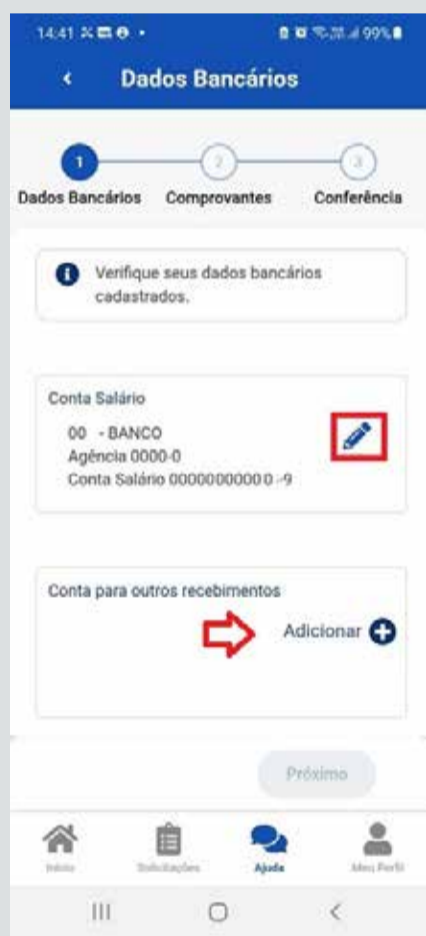 14:41
99%
Dados Bancários
1
2
3
Dados Bancários
Comprovantes
Conferência
Verifique seus dados bancários
cadastrados.
Conta Salário
00 - BANCO
Agência 0000-0
Conta Salário 00000000000-9
Conta para outros recebimentos
Adicionar
Próximo
Início
Solicitações
Ajuda
Meu Perfil